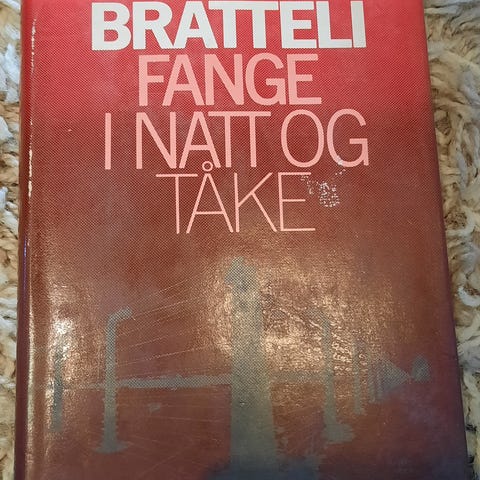 BRATTELI
FANGE
I NATT OG
TÅKE